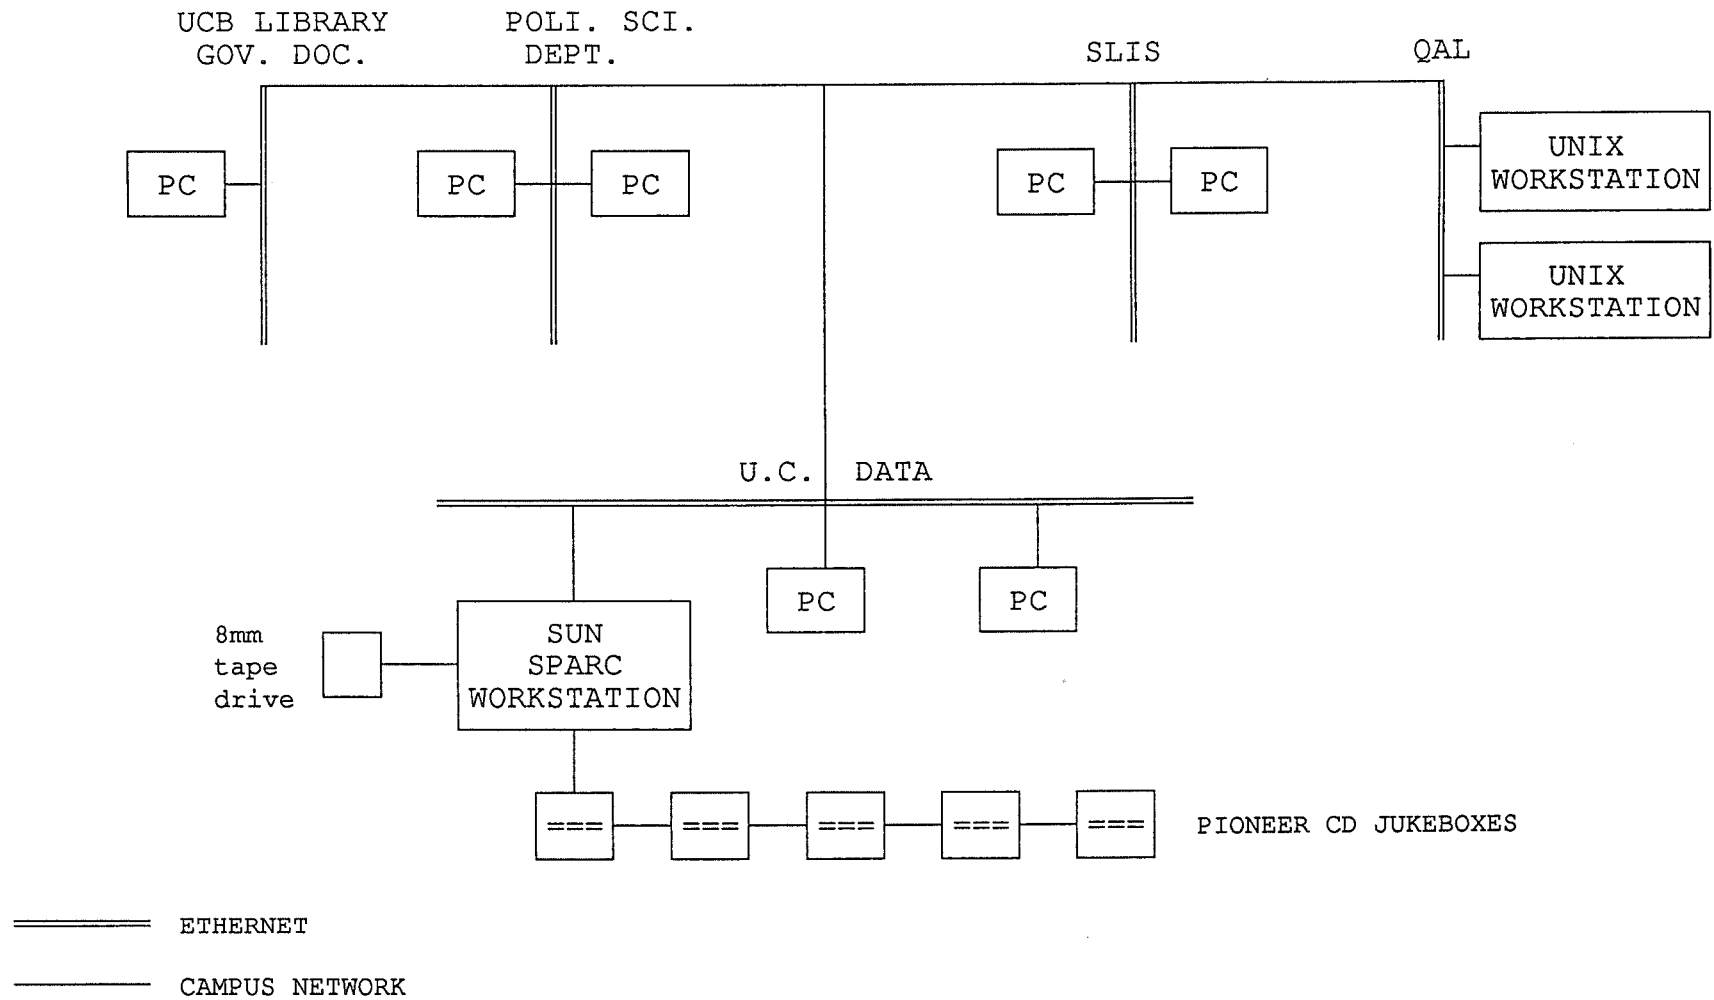 UCB LIBRARY
GOV. DOC.
POLI. SCI.
DEPT.
SLIS
QAL
PC
PC
PC
PC
PC
UNIX
WORKSTATION
UNIX
WORKSTATION
U.C. DATA
PC
PC
8mm
tape
drive
SUN
SPARC
WORKSTATION
===
===
===
===
===
PIONEER CD JUKEBOXES
ETHERNET
CAMPUS NETWORK